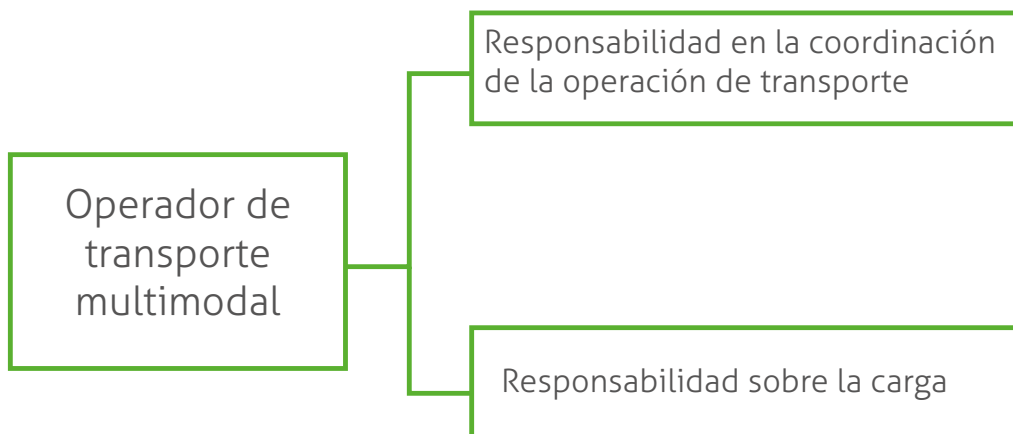 Responsabilidad en la coordinación
de la operación de transporte
Operador de
transporte
multimodal
Responsabilidad sobre la carga